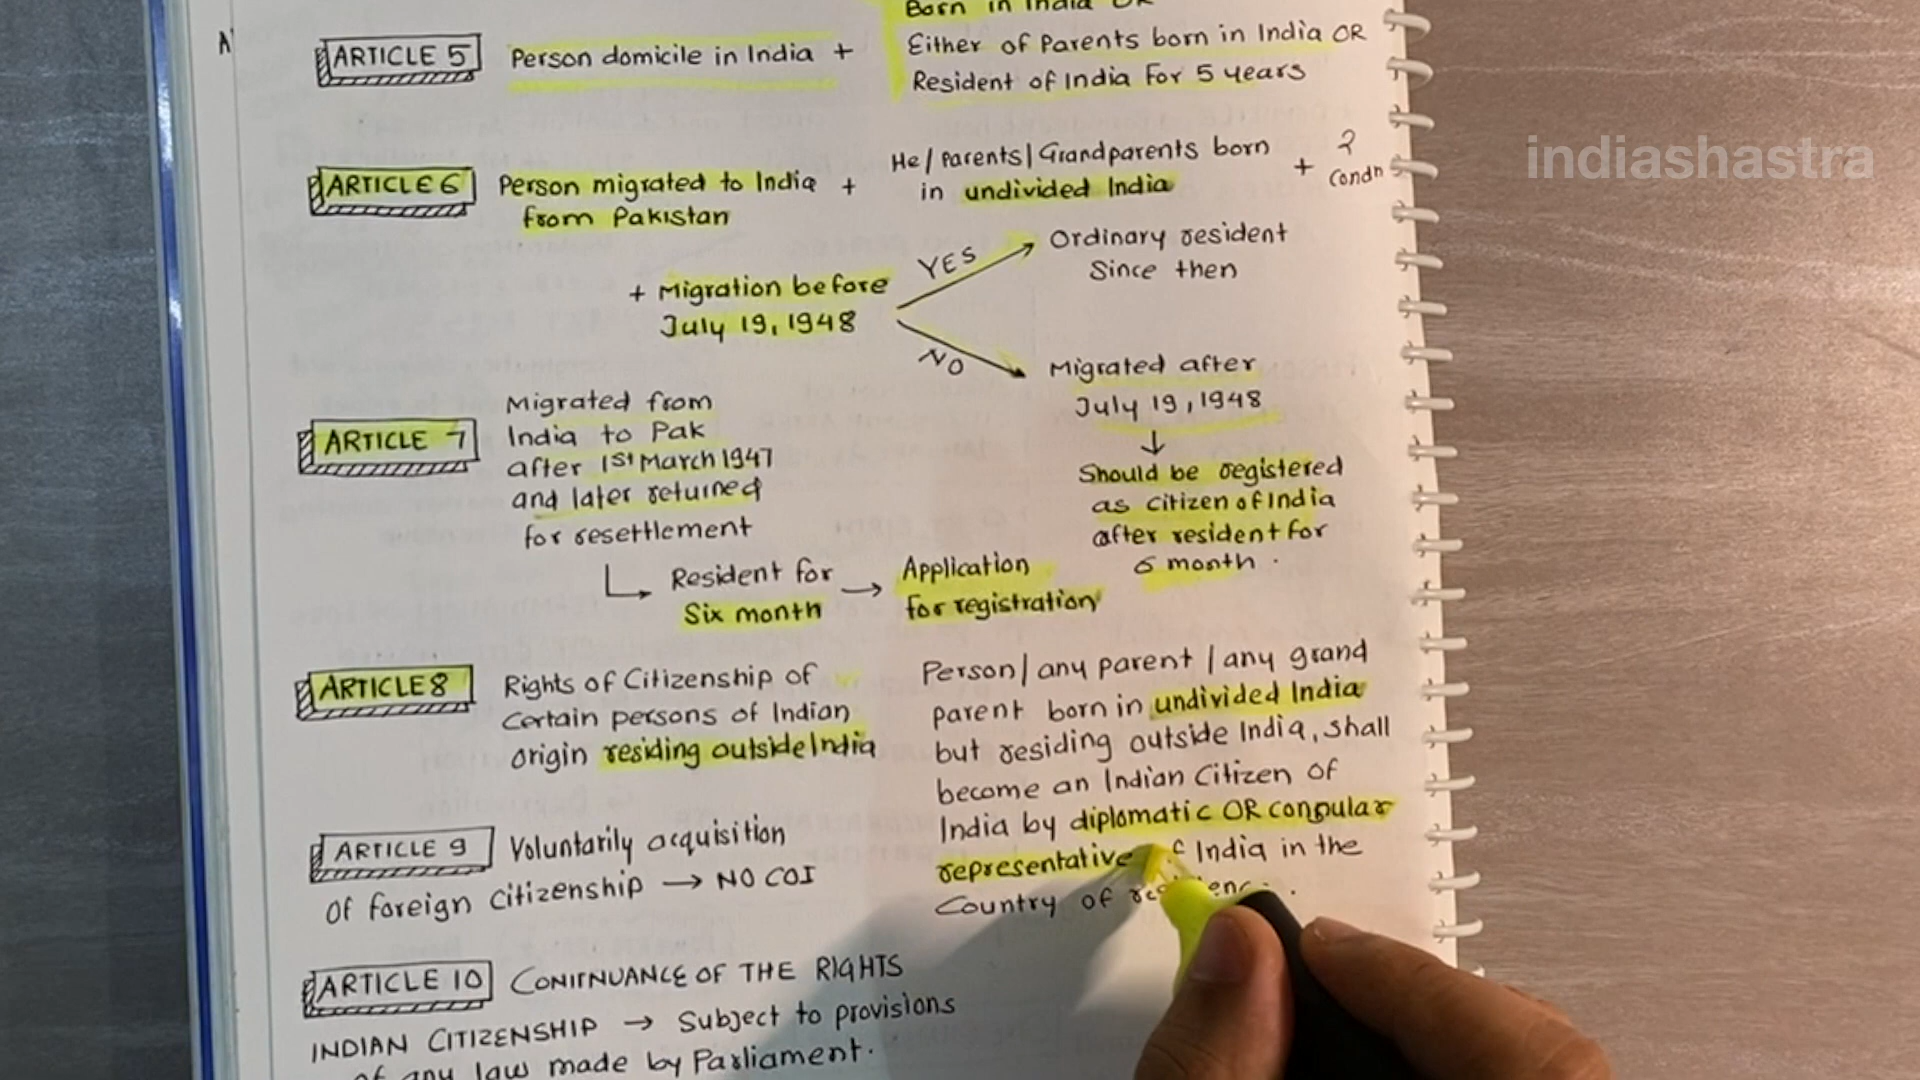 Born in India OR
ARTICLE 5 Person domicile in India + Either of Parents born in India OR
Resident of India For 5 years
ARTICLE 6 Person migrated to India + He / Parents / Grandparents born + 2
from Pakistan in undivided India Condn
+ Migration before YES Ordinary resident
July 19, 1948 Since then
NO Migrated after
July 19, 1948
ARTICLE 7 Migrated from
India to Pak
after 1st March 1947
and later returned
for resettlement
Should be registered
as citizen of India
after resident for
6 month.
Resident for → Application
Six month for registration
ARTICLE 8 Rights of Citizenship of
Certain persons of Indian
origin residing outside India
Person / any parent / any grand
parent born in undivided India
but residing outside India, shall
become an Indian Citizen of
India by diplomatic OR conpular
representative of India in the
Country of
ARTICLE 9 Voluntarily acquisition
Of foreign citizenship → NO COI
ARTICLE 10 CONITNUANCE OF THE RIGHTS
INDIAN CITIZENSHIP → Subject to provisions
of any law made by Parliament.
indiashastra